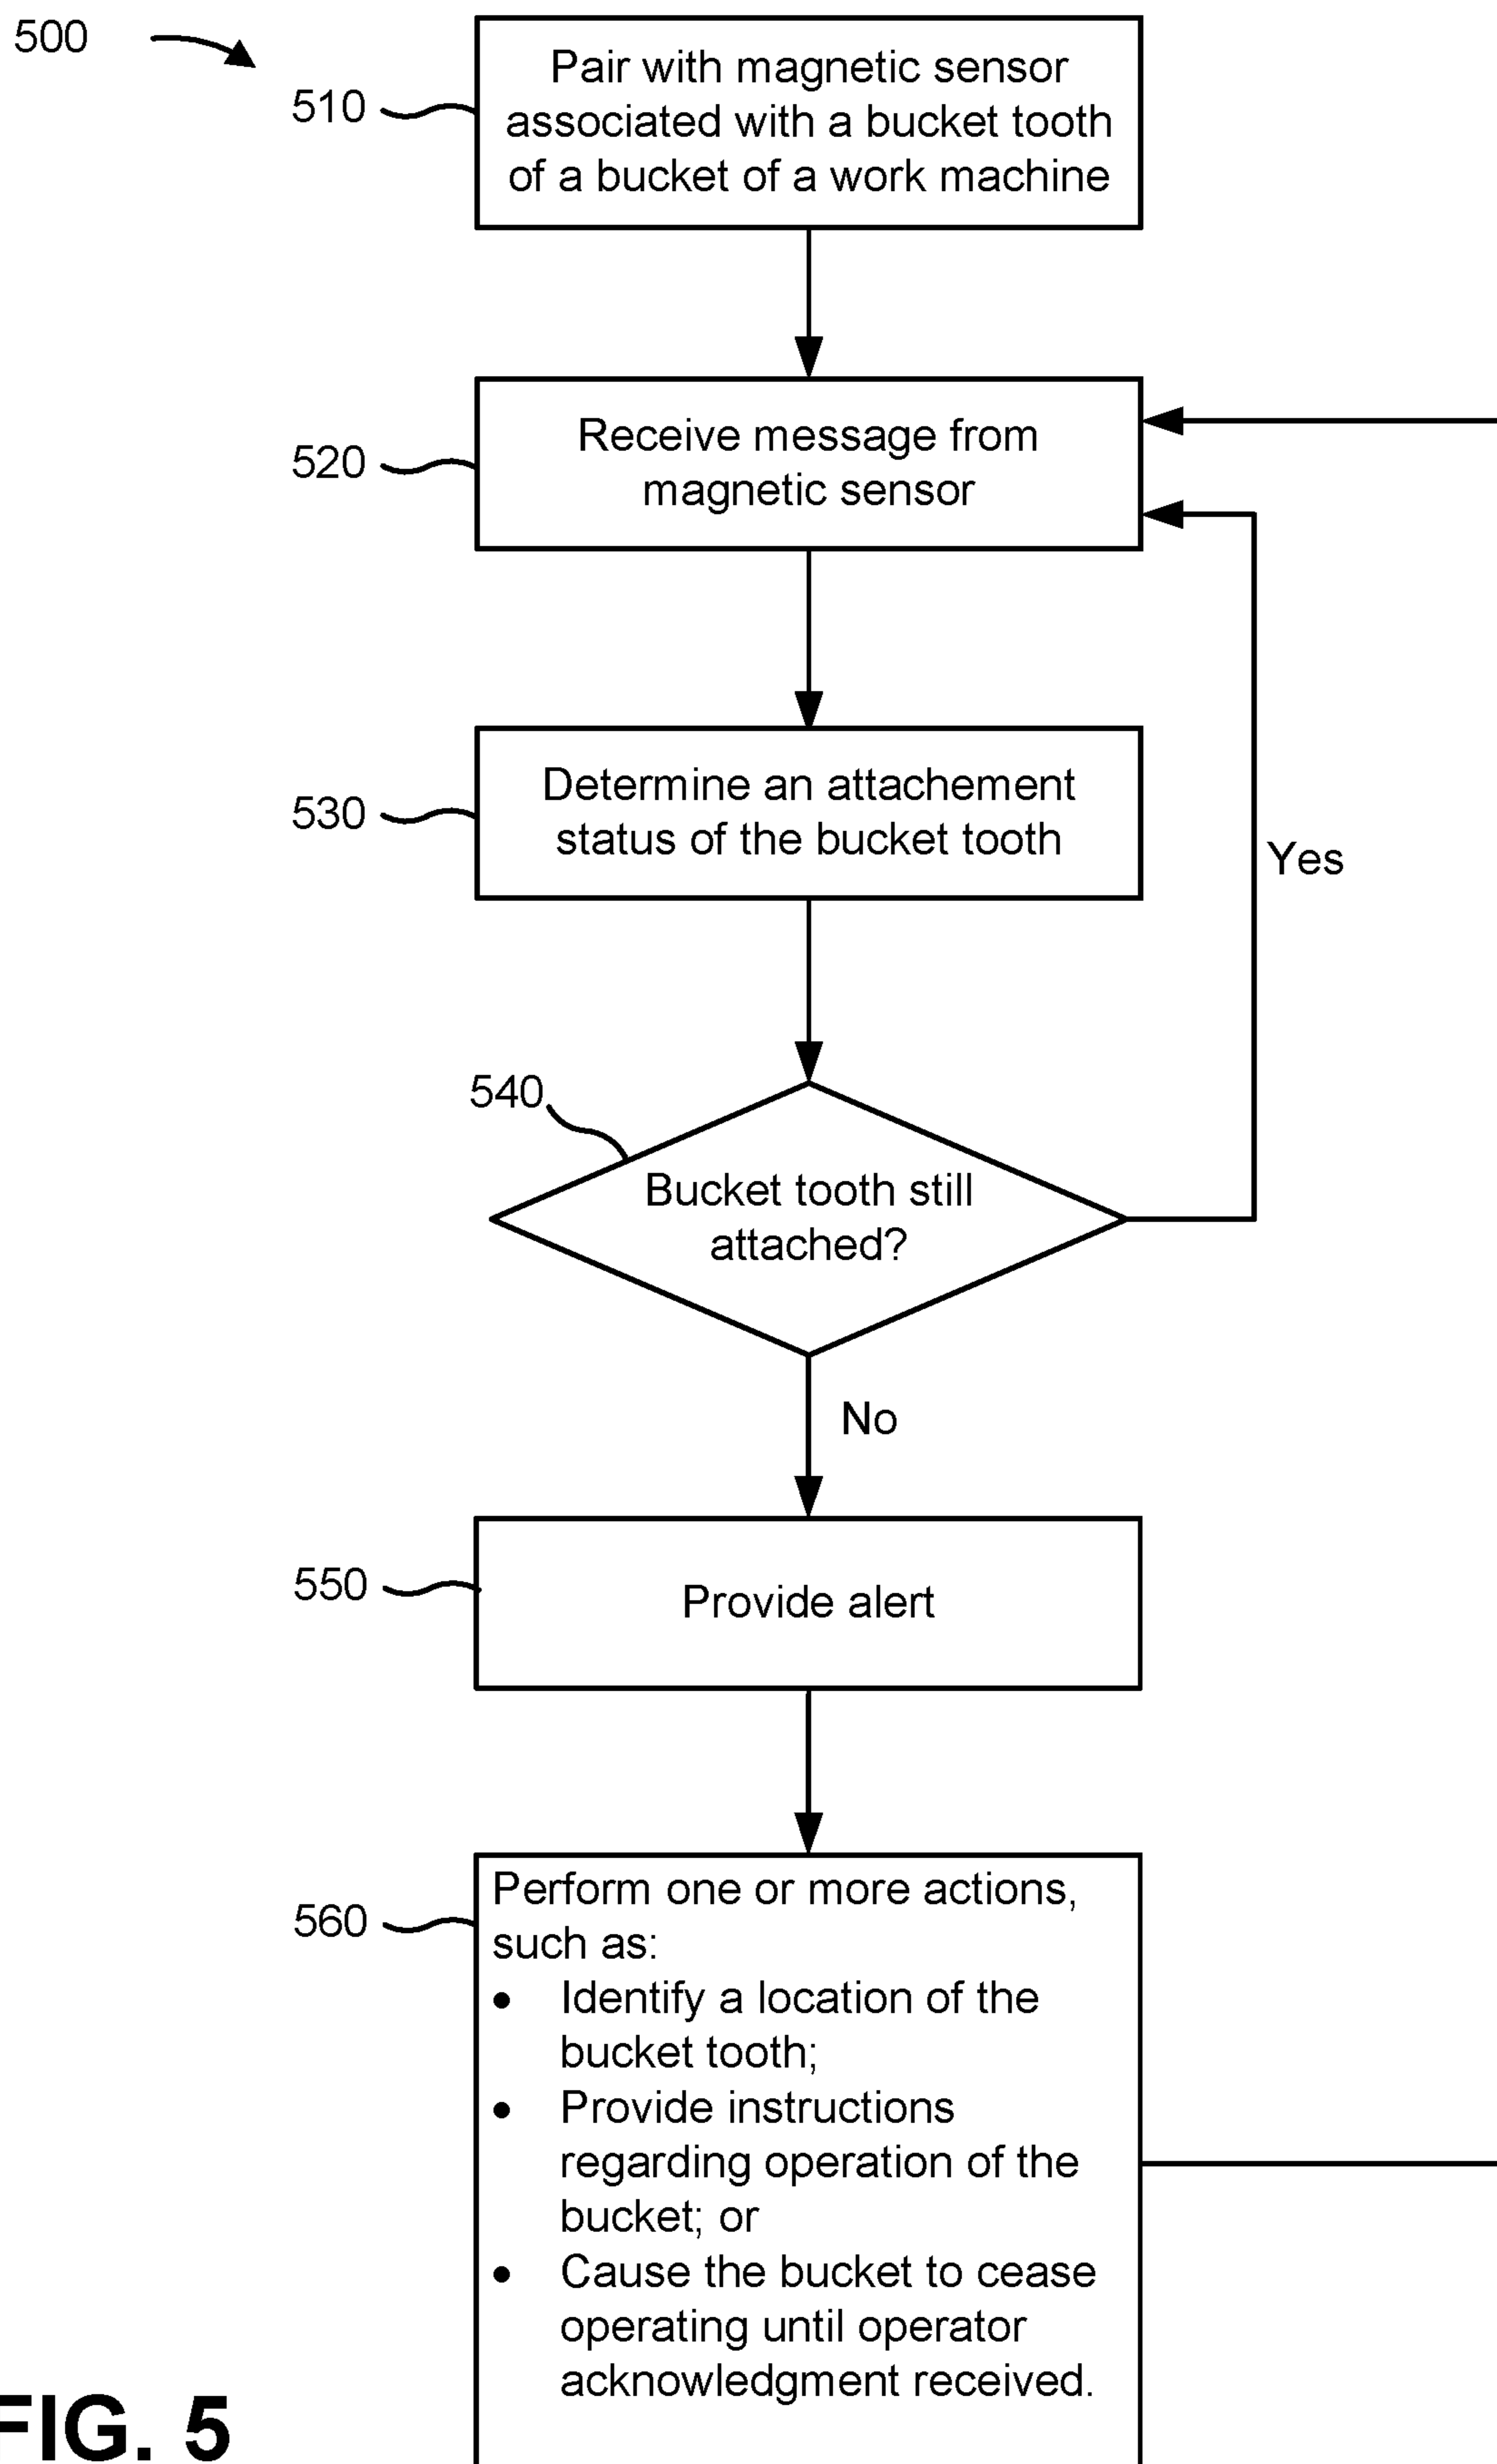 500
510
Pair with magnetic sensor
associated with a bucket tooth
of a bucket of a work machine
520
Receive message from
magnetic sensor
530
Determine an attachement
status of the bucket tooth
Yes
540
Bucket tooth still
attached?
No
550
Provide alert
560
Perform one or more actions,
such as:
• Identify a location of the
bucket tooth;
• Provide instructions
regarding operation of the
bucket; or
• Cause the bucket to cease
operating until operator
acknowledgment received.
FIG. 5